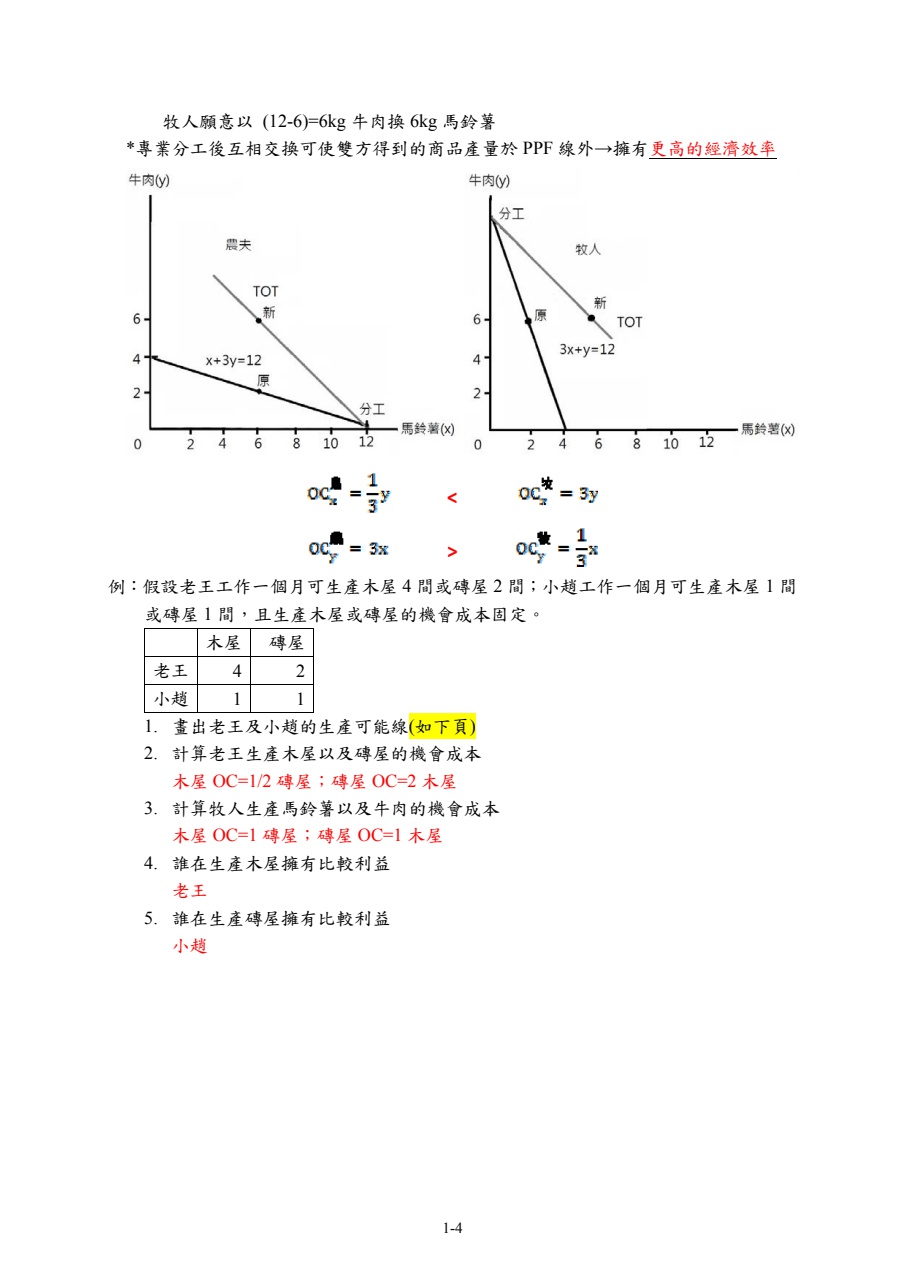 牧人願意以 (12-6)=6kg 牛肉換 6kg 馬鈴薯
*專業分工後互相交換可使雙方得到的商品產量於 PPF 線外→擁有更高的經濟效率
牛肉(y)
農夫
TOT
新
6
4
x+3y=12
原
2
分工
馬鈴薯(x)
0 2 4 6 8 10 12
牛肉(y)
分工
牧人
新
原
6
TOT
3x+y=12
4
2
馬鈴薯(x)
0 2 4 6 8 10 12
OCx = 1/3 y < OCx = 3y
OCy = 3x > OCy = 1/3 x
例：假設老王工作一個月可生產木屋 4 間或磚屋 2 間；小趙工作一個月可生產木屋 1 間
或磚屋 1 間，且生產木屋或磚屋的機會成本固定。
木屋 磚屋
老王 4 2
小趙 1 1
1. 畫出老王及小趙的生產可能線(如下頁)
2. 計算老王生產木屋以及磚屋的機會成本
木屋 OC=1/2 磚屋；磚屋 OC=2 木屋
3. 計算牧人生產馬鈴薯以及牛肉的機會成本
木屋 OC=1 磚屋；磚屋 OC=1 木屋
4. 誰在生產木屋擁有比較利益
老王
5. 誰在生產磚屋擁有比較利益
小趙
1-4